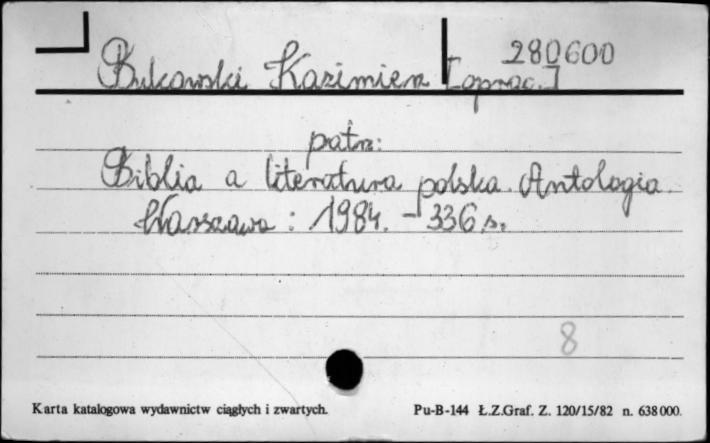 280600
Bukowski Kazimierz [oprac.]
patrz:
Biblia a literatura polska. Antologia.
Warszawa : 1984. - 336 s.
8
Karta katalogowa wydawnictw ciągłych i zwartych.
Pu-B-144 Ł.Z.Graf. Z. 120/15/82 n. 638000.